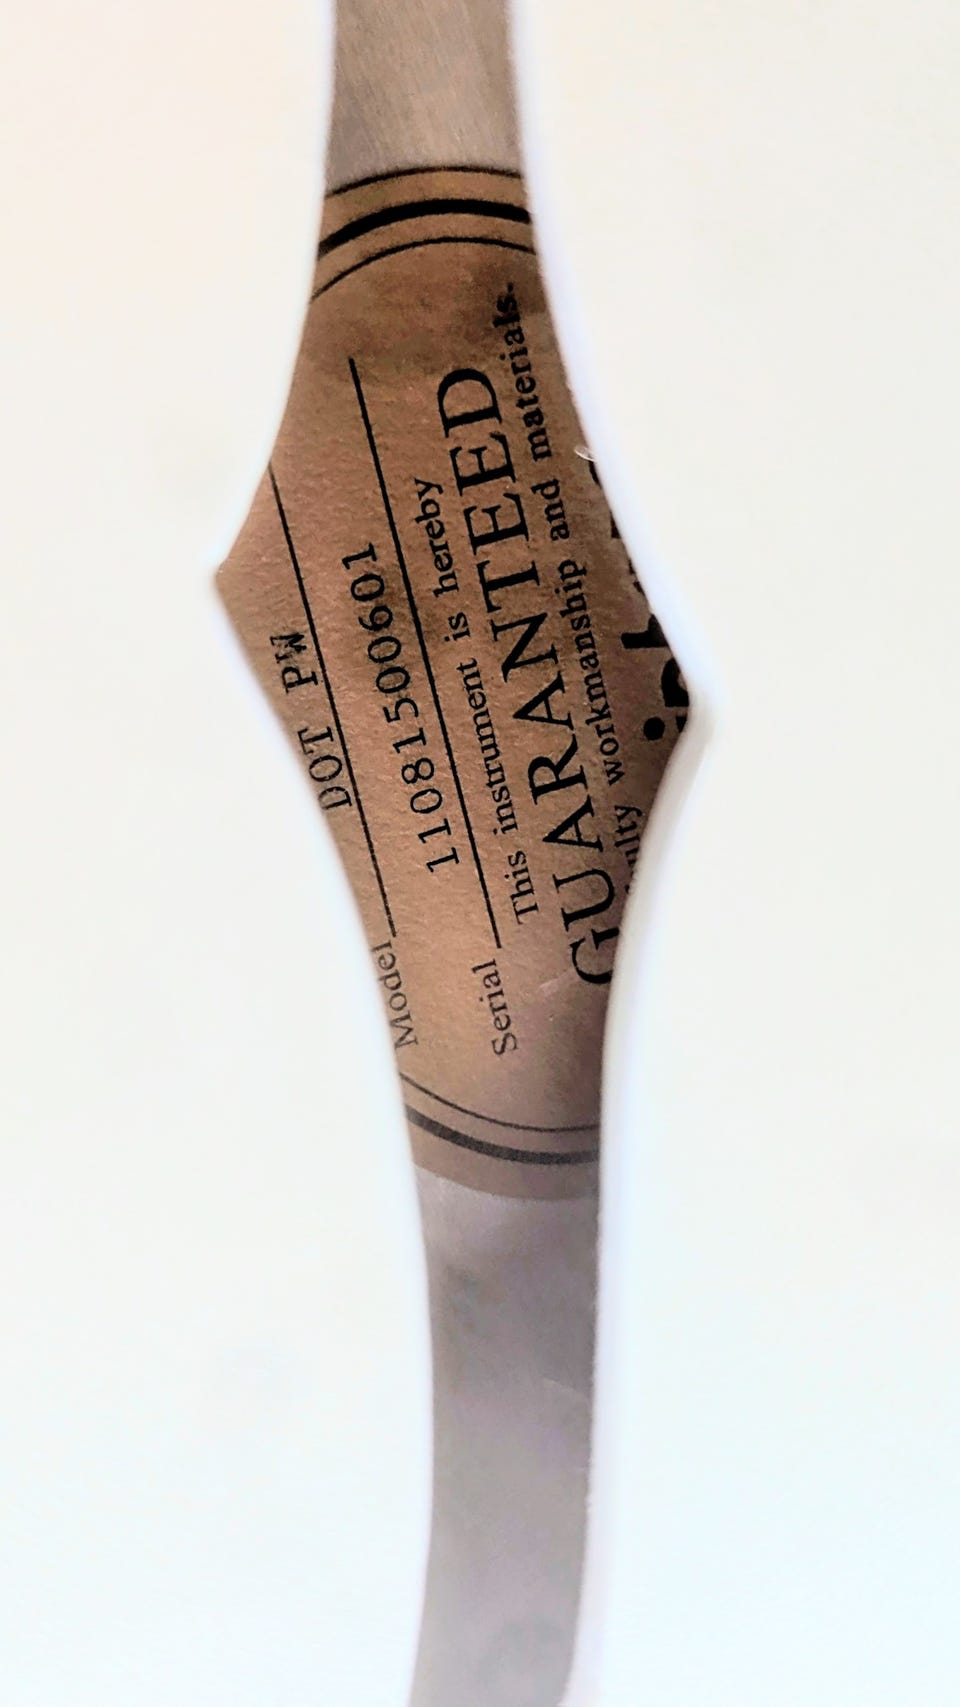 DOT PW
Model
11081500601
Serial
This instrument is hereby
GUARANTEED
workmanship and materials.